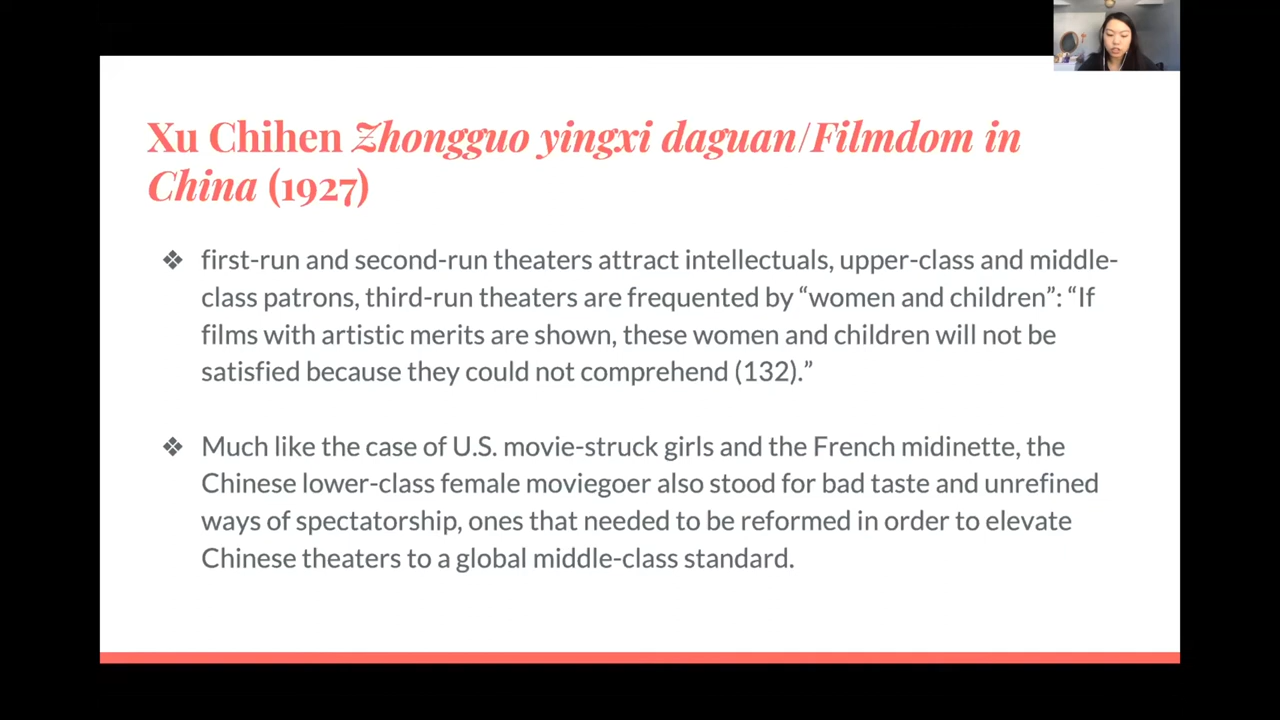 Xu Chihen Zhongguo yingxi daguan/Filmdom in
China (1927)
❖ first-run and second-run theaters attract intellectuals, upper-class and middle-
class patrons, third-run theaters are frequented by “women and children”: “If
films with artistic merits are shown, these women and children will not be
satisfied because they could not comprehend (132).”
❖ Much like the case of U.S. movie-struck girls and the French midinette, the
Chinese lower-class female moviegoer also stood for bad taste and unrefined
ways of spectatorship, ones that needed to be reformed in order to elevate
Chinese theaters to a global middle-class standard.